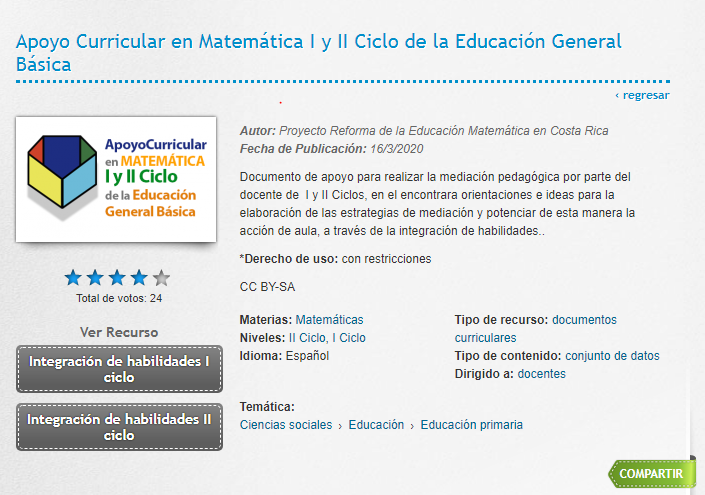 Apoyo Curricular en Matemática I y II Ciclo de la Educación General
Básica
‹ regresar
ApoyoCurricular
en MATEMÁTICA
I y II Ciclo
de la Educación
General Básica
Total de votos: 24
Ver Recurso
Integración de habilidades I
ciclo
Integración de habilidades II
ciclo
Autor: Proyecto Reforma de la Educación Matemática en Costa Rica
Fecha de Publicación: 16/3/2020
Documento de apoyo para realizar la mediación pedagógica por parte del
docente de I y II Ciclos, en el encontrara orientaciones e ideas para la
elaboración de las estrategias de mediación y potenciar de esta manera la
acción de aula, a través de la integración de habilidades..
*Derecho de uso: con restricciones
CC BY-SA
Materias: Matemáticas
Niveles: II Ciclo, I Ciclo
Idioma: Español
Tipo de recurso: documentos
curriculares
Tipo de contenido: conjunto de datos
Dirigido a: docentes
Temática:
Ciencias sociales › Educación › Educación primaria
COMPARTIR